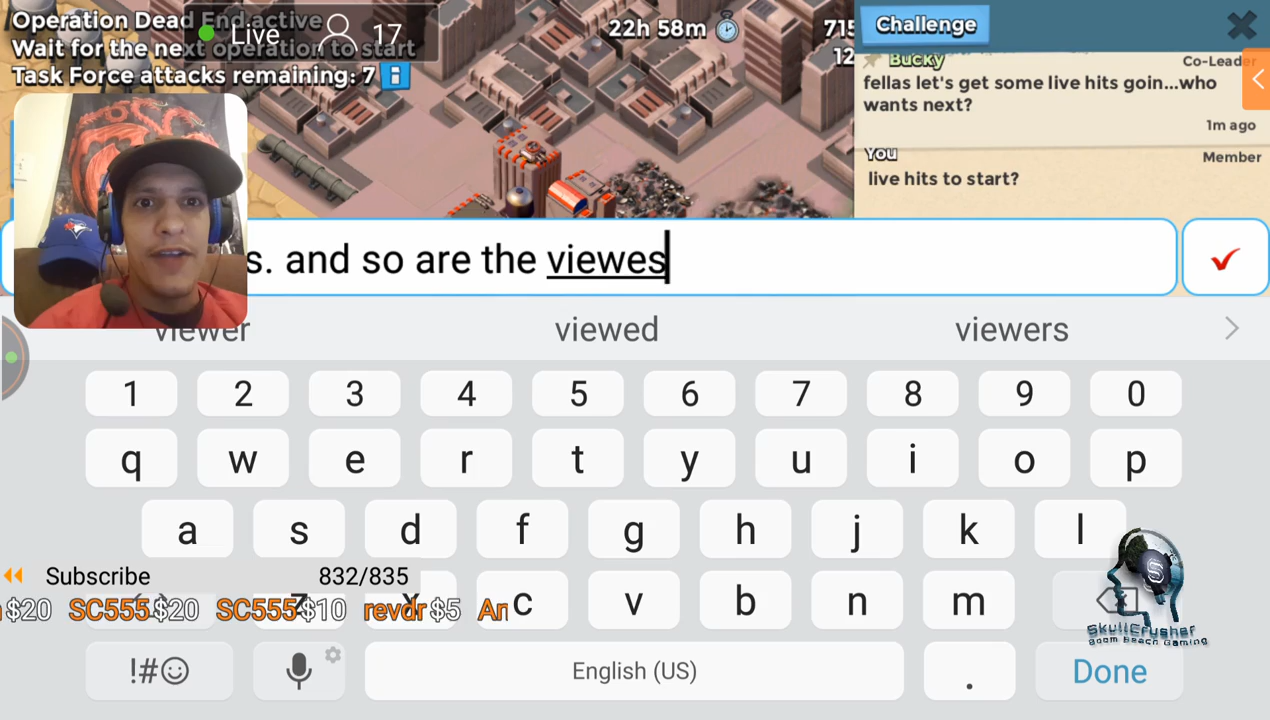 Operation Dead End active
Wait for the next operation to start
Task Force attacks remaining: 7
Live 17
22h 58m
715
12
Challenge
Bucky
Co-Leader
fellas let's get some live hits goin...who
wants next?
1m ago
You
Member
live hits to start?
s. and so are the viewes
viewer viewed viewers
1 2 3 4 5 6 7 8 9 0
q w e r t y u i o p
a s d f g h j k l
Subscribe 832/835
$20 SC555 $20 SC555 $10 revdr $5 An
z x c v b n m
SkullCrusher
Boom Beach Gaming
!#☺ English (US) . Done